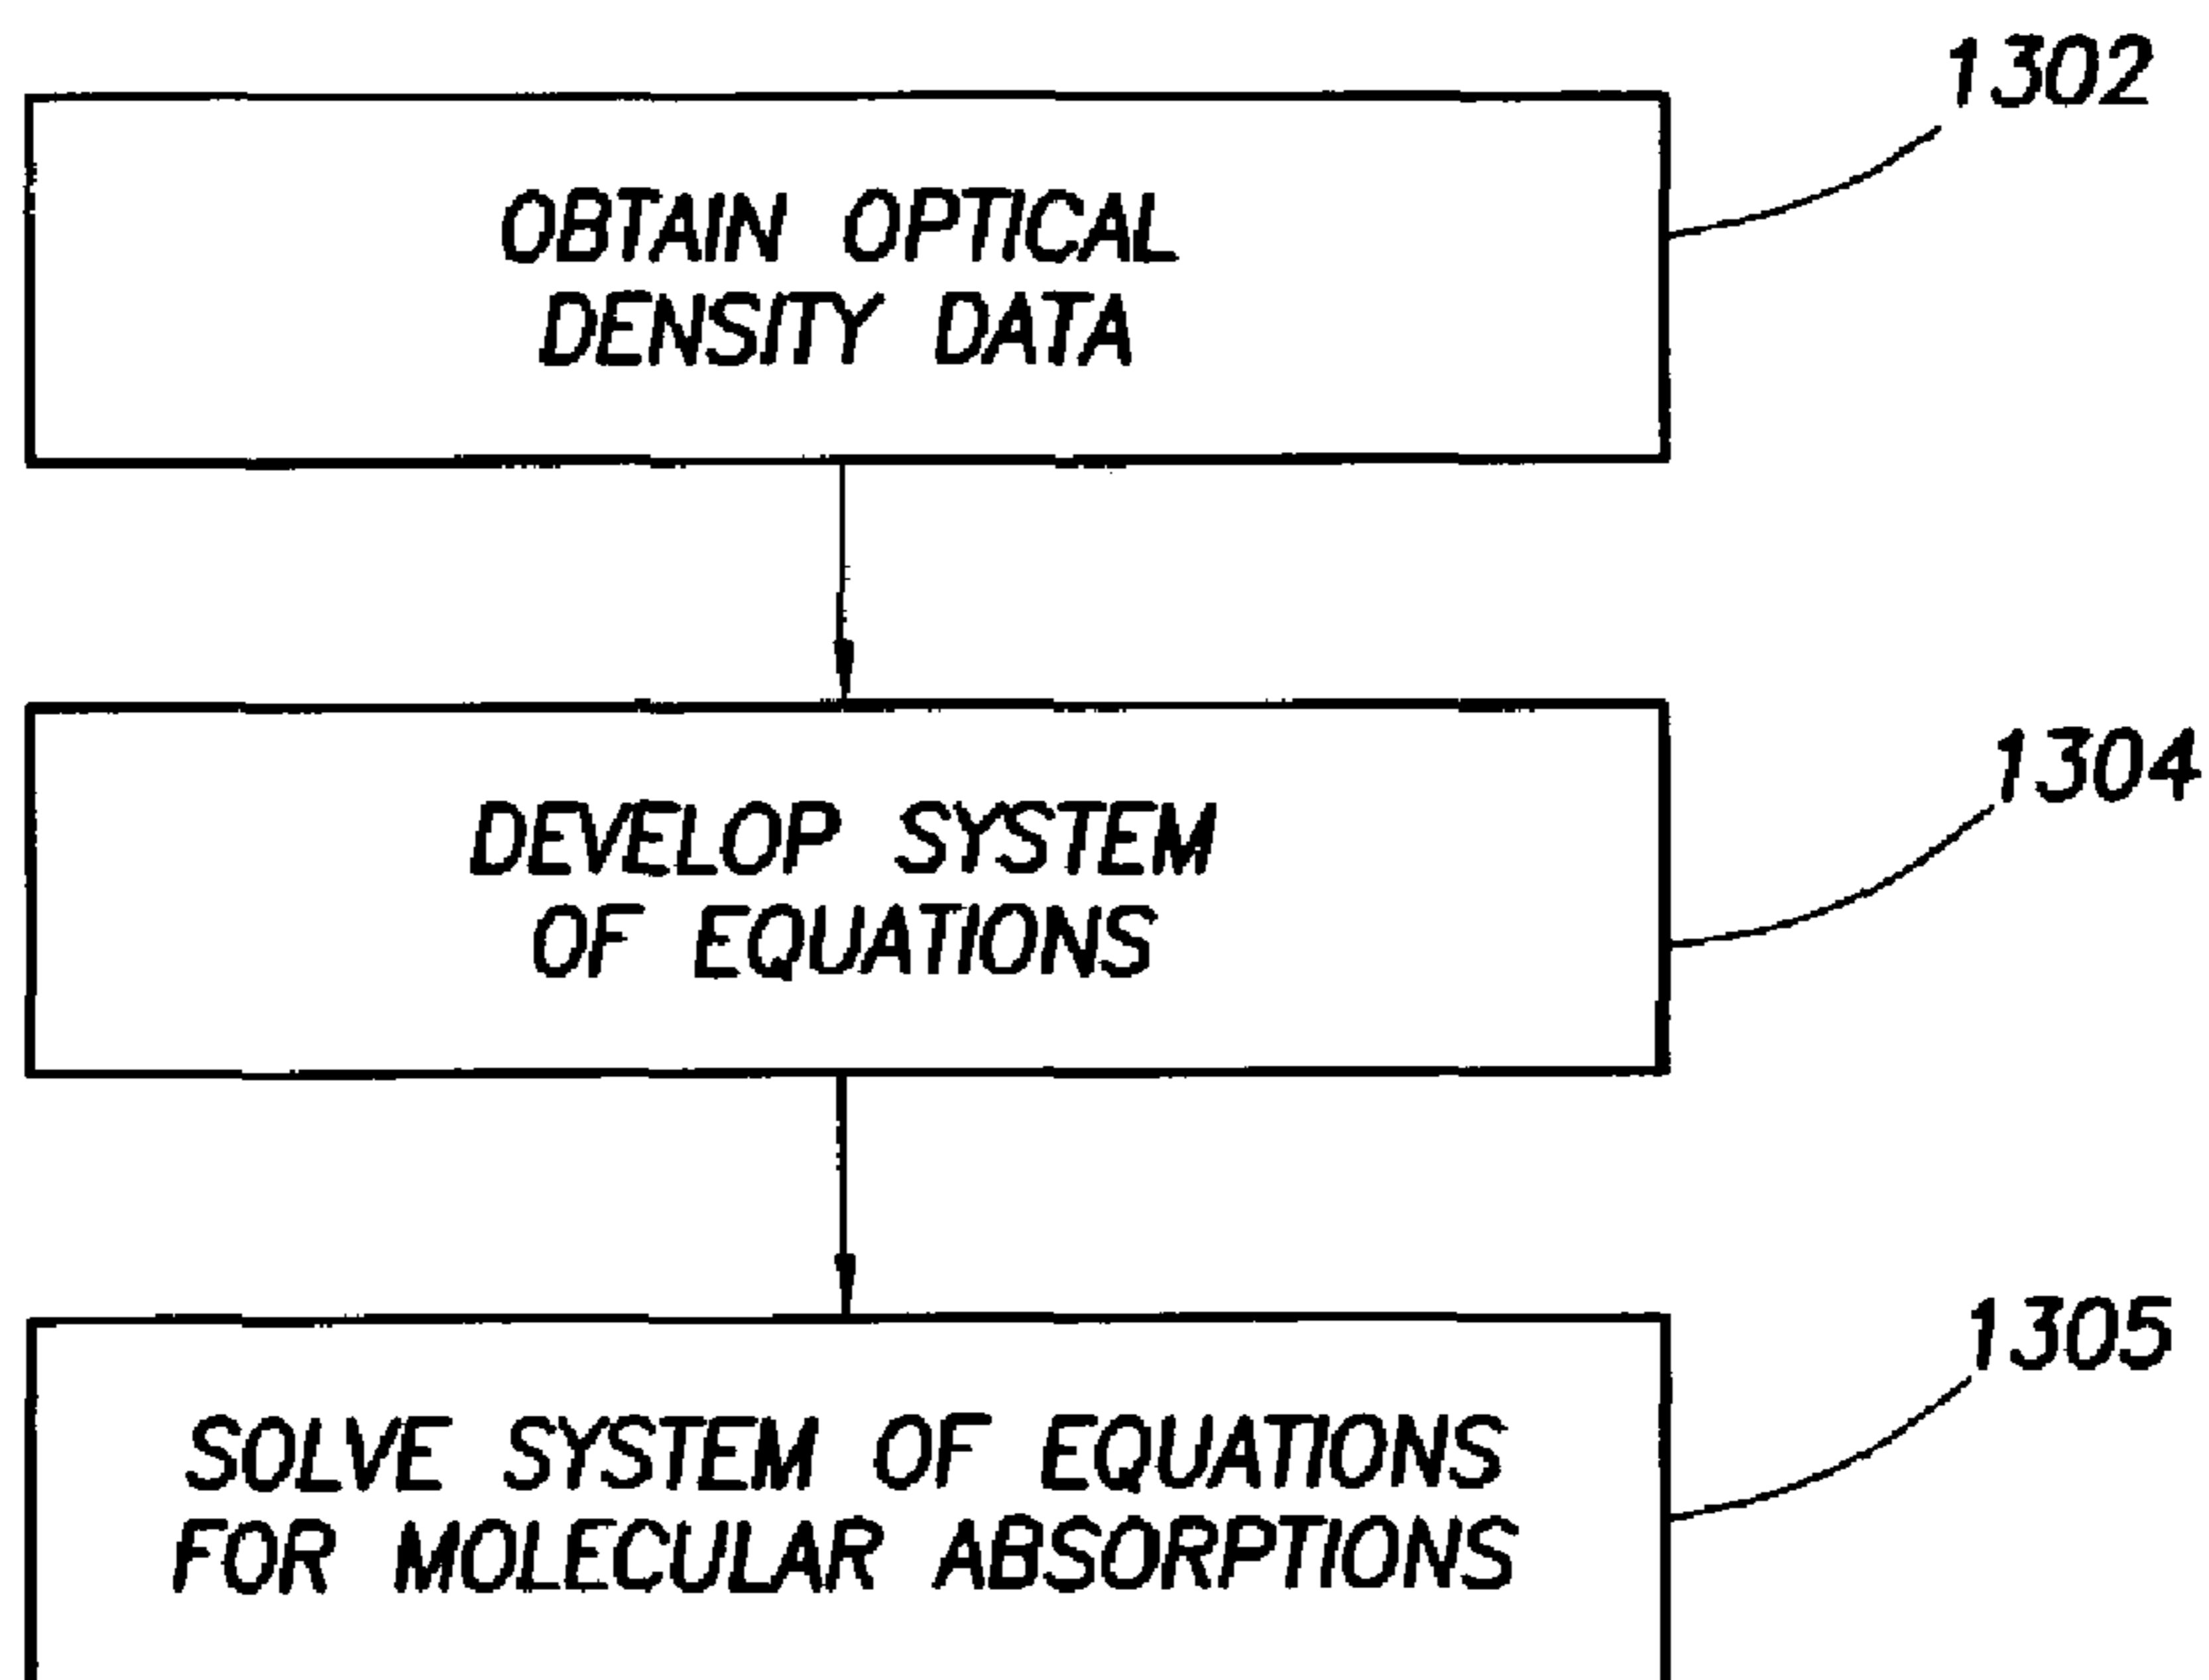 1302
OBTAIN OPTICAL
DENSITY DATA
1304
DEVELOP SYSTEM
OF EQUATIONS
1305
SOLVE SYSTEM OF EQUATIONS
FOR MOLECULAR ABSORPTIONS